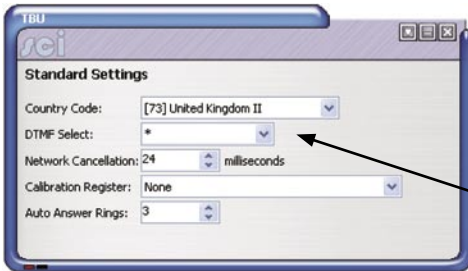 TBU
sci
Standard Settings
Country Code: [73] United Kingdom II
DTMF Select: *
Network Cancellation: 24 milliseconds
Calibration Register: None
Auto Answer Rings: 3